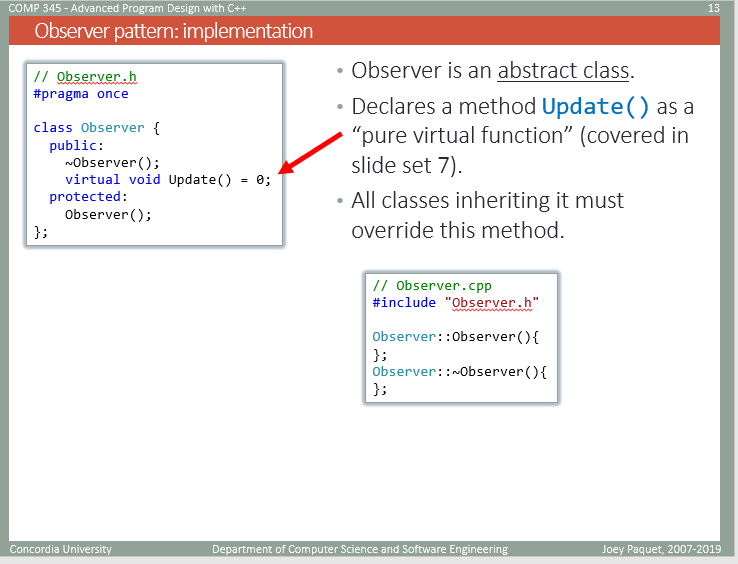 COMP 345 - Advanced Program Design with C++ 13
Observer pattern: implementation
// Observer.h
#pragma once
class Observer {
public:
~Observer();
virtual void Update() = 0;
protected:
Observer();
};
• Observer is an abstract class.
• Declares a method Update() as a
“pure virtual function” (covered in
slide set 7).
• All classes inheriting it must
override this method.
// Observer.cpp
#include "Observer.h"
Observer::Observer(){
};
Observer::~Observer(){
};
Concordia University Department of Computer Science and Software Engineering Joey Paquet, 2007-2019